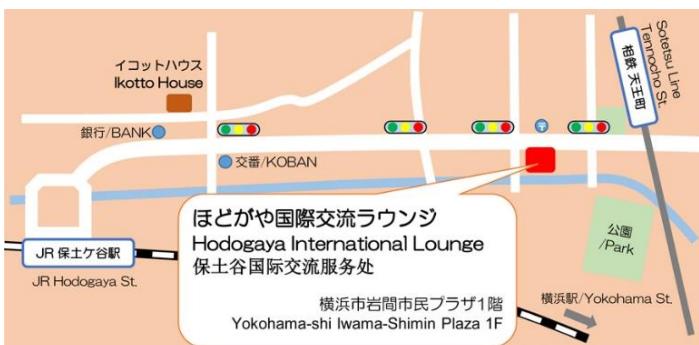 イコットハウス
Ikotto House
銀行/BANK
交番/KOBAN
〒
Sotetsu Line
Tennocho St.
相鉄 天王町
JR 保土ケ谷駅
JR Hodogaya St.
ほどがや国際交流ラウンジ
Hodogaya International Lounge
保土谷国际交流服务处
横浜市岩間市民プラザ1階
Yokohama-shi Iwama-Shimin Plaza 1F
公園
/Park
横浜駅/Yokohama St.